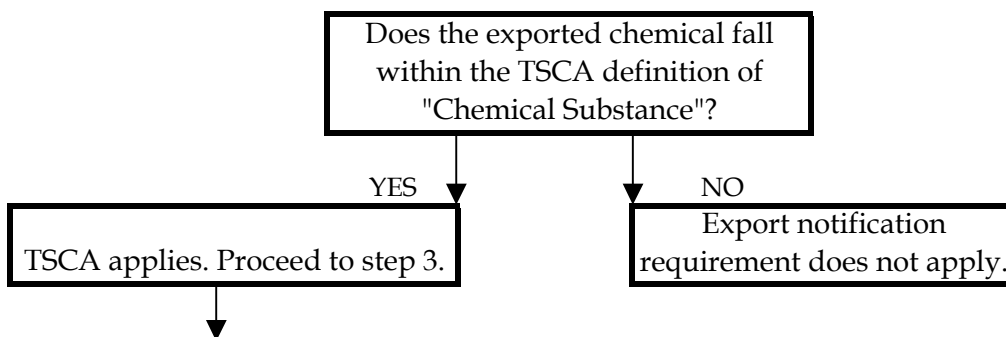 Does the exported chemical fall
within the TSCA definition of
"Chemical Substance"?
YES
NO
TSCA applies. Proceed to step 3.
Export notification
requirement does not apply.